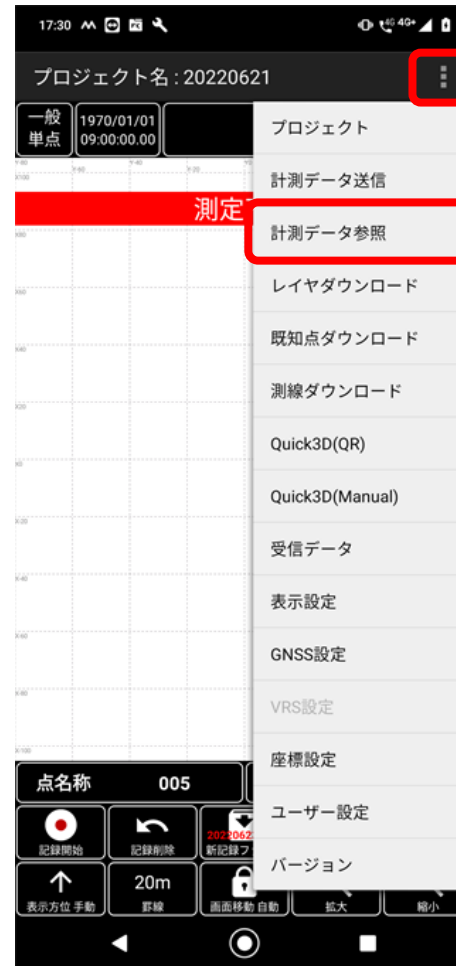 17:30
4G 4G+
プロジェクト名 : 20220621
一般
単点
1970/01/01
09:00:00.00
プロジェクト
計測データ送信
測定
計測データ参照
レイヤダウンロード
既知点ダウンロード
測線ダウンロード
Quick3D(QR)
Quick3D(Manual)
受信データ
表示設定
GNSS設定
VRS設定
座標設定
点名称 005
ユーザー設定
記録開始
記録削除
新記録フ
バージョン
表示方位 手動
20m
罫線
画面移動 自動
拡大
縮小